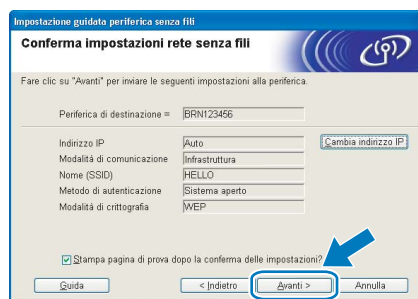 Impostazione guidata periferica senza fili
Conferma impostazioni rete senza fili
Fare clic su "Avanti" per inviare le seguenti impostazioni alla periferica.
Periferica di destinazione = BRN123456
Indirizzo IP Auto Cambia indirizzo IP
Modalità di comunicazione Infrastruttura
Nome (SSID) HELLO
Metodo di autenticazione Sistema aperto
Modalità di crittografia WEP
Stampa pagina di prova dopo la conferma delle impostazioni?
Guida < Indietro Avanti > Annulla